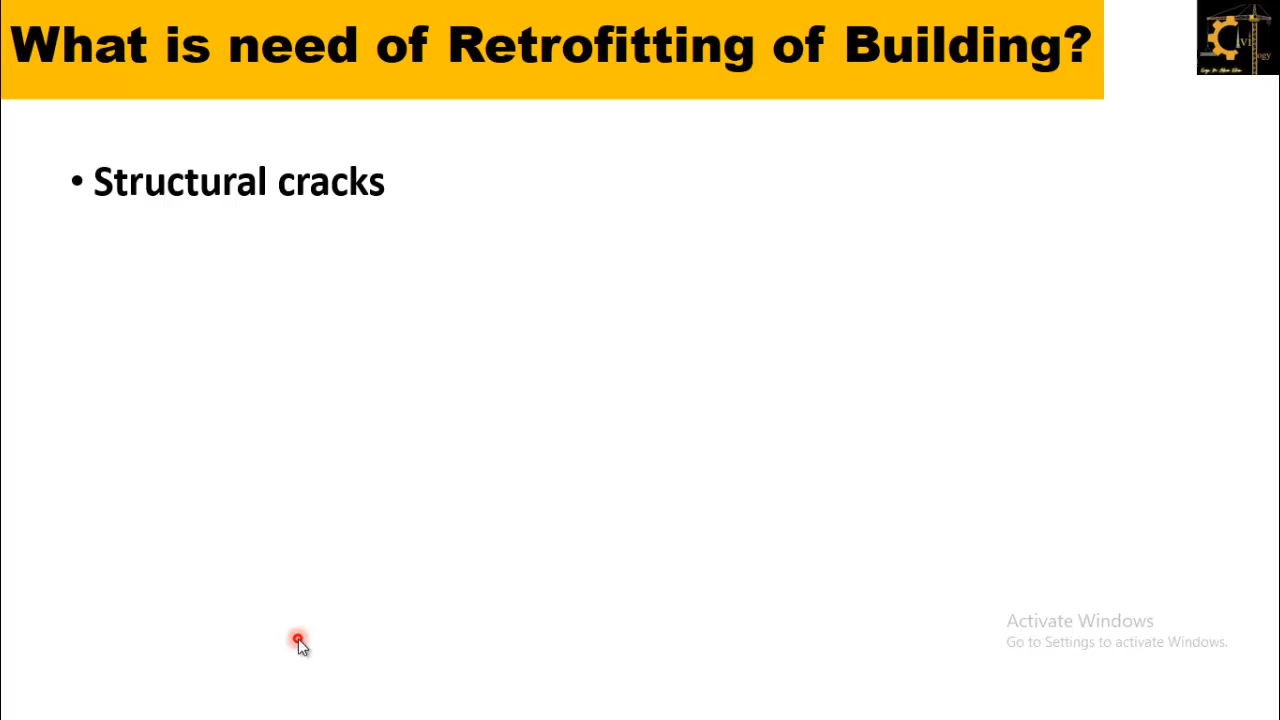 What is need of Retrofitting of Building?
• Structural cracks
Activate Windows
Go to Settings to activate Windows.